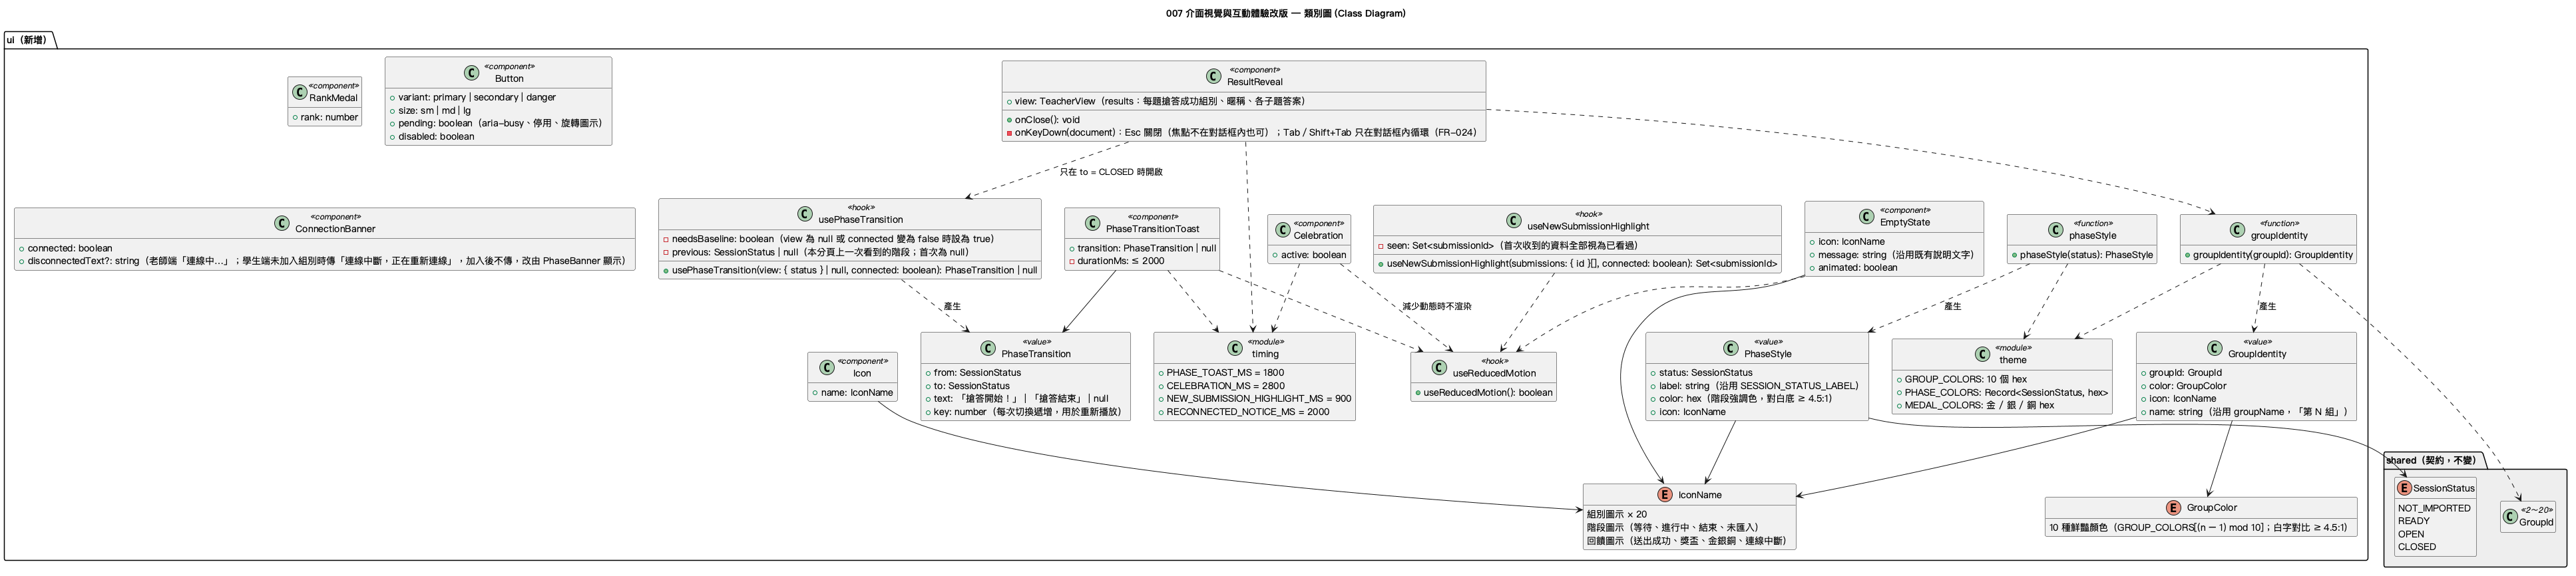 007 介面視覺與互動體驗改版 — 類別圖 (Class Diagram)
ui（新增）
«component»
RankMedal
rank: number
«component»
Button
variant: primary | secondary | danger
size: sm | md | lg
pending: boolean（aria-busy、停用、旋轉圖示）
disabled: boolean
«component»
ResultReveal
view: TeacherView（results：每題搶答成功組別、暱稱、各子題答案）
onClose(): void
onKeyDown(document)：Esc 關閉（焦點不在對話框內也可）；Tab / Shift+Tab 只在對話框內循環（FR-024）
只在 to = CLOSED 時開啟
«component»
ConnectionBanner
connected: boolean
disconnectedText?: string（老師端「連線中…」；學生端未加入組別時傳「連線中斷，正在重新連線」，加入後不傳，改由 PhaseBanner 顯示）
«hook»
usePhaseTransition
needsBaseline: boolean（view 為 null 或 connected 變為 false 時設為 true）
previous: SessionStatus | null（本分頁上一次看到的階段；首次為 null）
usePhaseTransition(view: { status } | null, connected: boolean): PhaseTransition | null
«component»
PhaseTransitionToast
transition: PhaseTransition | null
durationMs: ≤ 2000
«component»
Celebration
active: boolean
«hook»
useNewSubmissionHighlight
seen: Set<submissionId>（首次收到的資料全部視為已看過）
useNewSubmissionHighlight(submissions: { id }[], connected: boolean): Set<submissionId>
«component»
EmptyState
icon: IconName
message: string（沿用既有說明文字）
animated: boolean
«function»
phaseStyle
phaseStyle(status): PhaseStyle
«function»
groupIdentity
groupIdentity(groupId): GroupIdentity
產生
減少動態時不渲染
產生
產生
«component»
Icon
name: IconName
«value»
PhaseTransition
from: SessionStatus
to: SessionStatus
text: 「搶答開始！」 | 「搶答結束」 | null
key: number（每次切換遞增，用於重新播放）
«module»
timing
PHASE_TOAST_MS = 1800
CELEBRATION_MS = 2800
NEW_SUBMISSION_HIGHLIGHT_MS = 900
RECONNECTED_NOTICE_MS = 2000
«hook»
useReducedMotion
useReducedMotion(): boolean
«value»
PhaseStyle
status: SessionStatus
label: string（沿用 SESSION_STATUS_LABEL）
color: hex（階段強調色，對白底 ≥ 4.5:1）
icon: IconName
«module»
theme
GROUP_COLORS: 10 個 hex
PHASE_COLORS: Record<SessionStatus, hex>
MEDAL_COLORS: 金 / 銀 / 銅 hex
«value»
GroupIdentity
groupId: GroupId
color: GroupColor
icon: IconName
name: string（沿用 groupName，「第 N 組」）
IconName
組別圖示 × 20
階段圖示（等待、進行中、結束、未匯入）
回饋圖示（送出成功、獎盃、金銀銅、連線中斷）
GroupColor
10 種鮮豔顏色（GROUP_COLORS[(n − 1) mod 10]；白字對比 ≥ 4.5:1）
shared（契約，不變）
SessionStatus
NOT_IMPORTED
READY
OPEN
CLOSED
«2~20»
GroupId